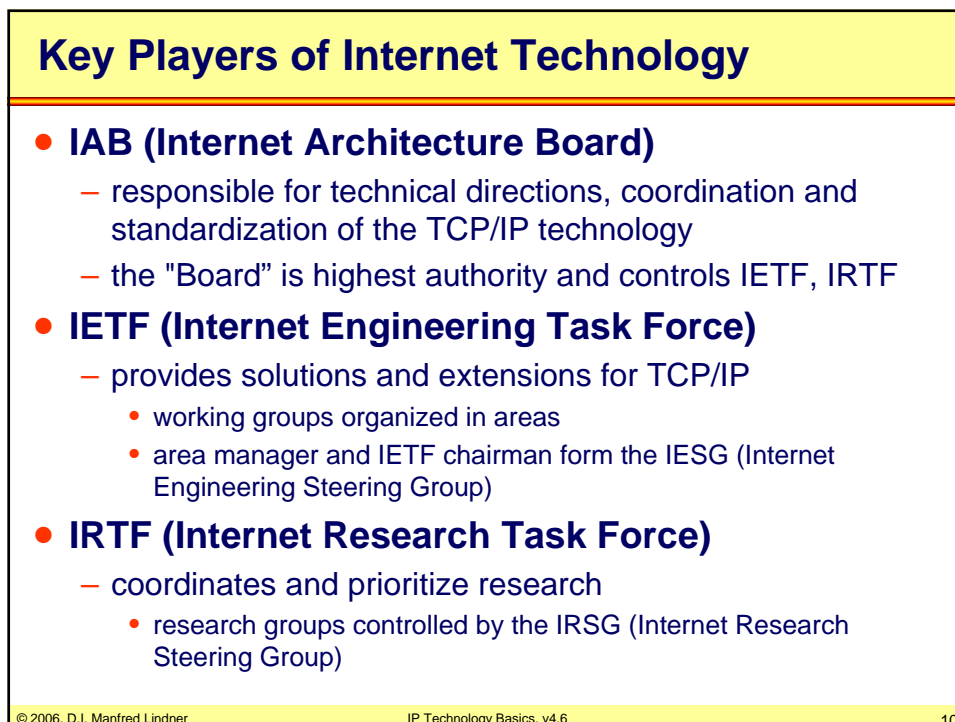 Key Players of Internet Technology
• IAB (Internet Architecture Board)
– responsible for technical directions, coordination and
standardization of the TCP/IP technology
– the "Board” is highest authority and controls IETF, IRTF
• IETF (Internet Engineering Task Force)
– provides solutions and extensions for TCP/IP
• working groups organized in areas
• area manager and IETF chairman form the IESG (Internet
Engineering Steering Group)
• IRTF (Internet Research Task Force)
– coordinates and prioritize research
• research groups controlled by the IRSG (Internet Research
Steering Group)
© 2006, D.I. Manfred Lindner IP Technology Basics, v4.6 10